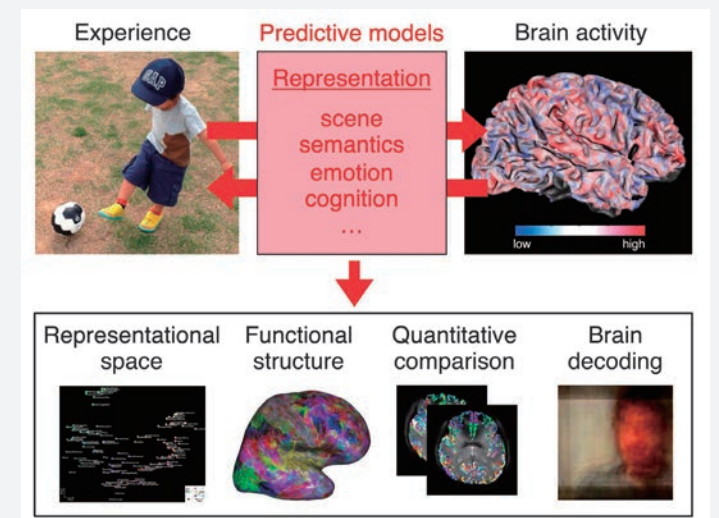 Experience
Predictive models
Brain activity
Representation
scene
semantics
emotion
cognition
...
low
high
Representational
space
Functional
structure
Quantitative
comparison
Brain
decoding